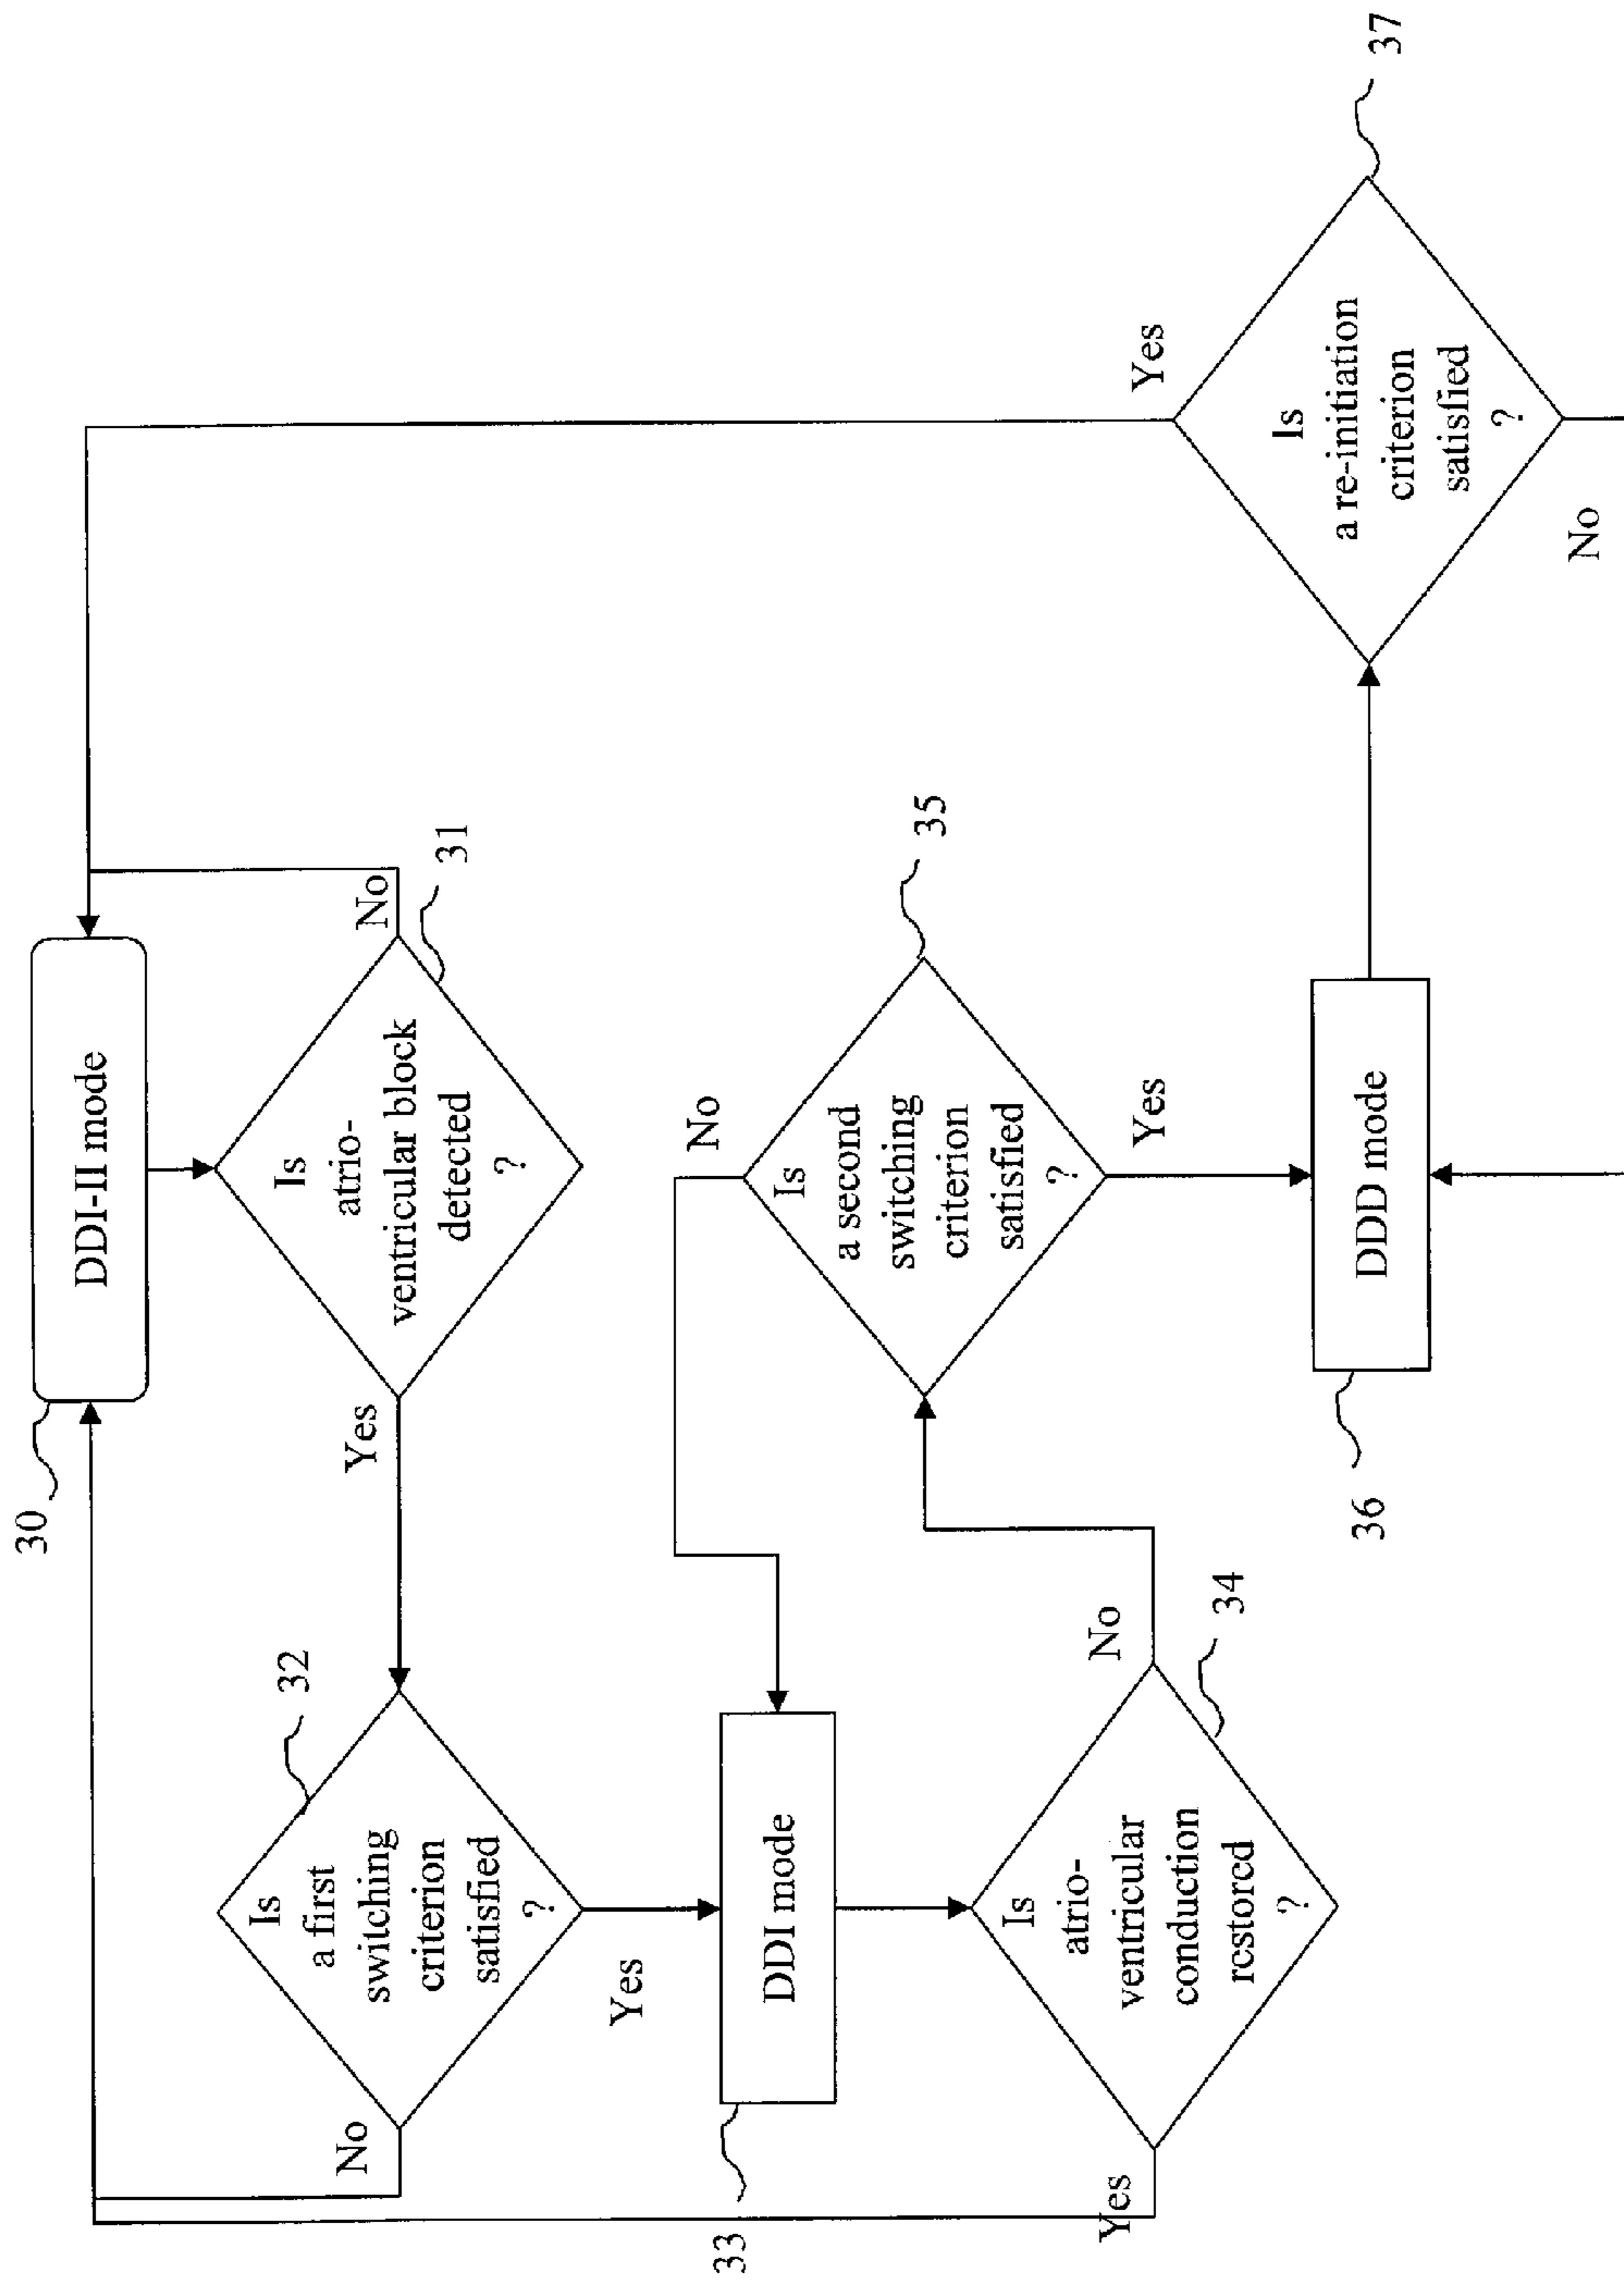 30
DDI-II mode
Is
atrio-
ventricular block
detected
?
31
No
Yes
32
Is
a first
switching
criterion
satisfied
?
No
Yes
33
DDI mode
Is
atrio-
ventricular
conduction
restored
?
34
Yes
No
35
Is
a second
switching
criterion
satisfied
?
No
Yes
36
DDD mode
37
Is
a re-initiation
criterion
satisfied
?
Yes
No